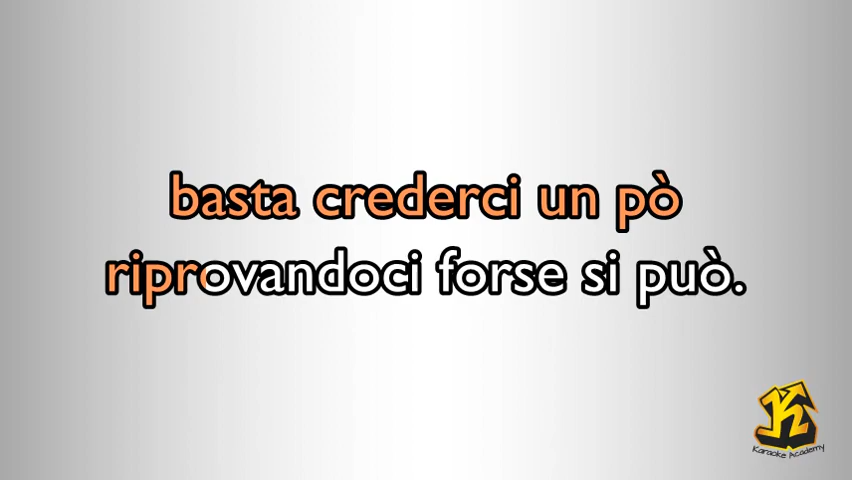 basta crederci un pò
riprovandoci forse si può.
K
Karaoke Academy